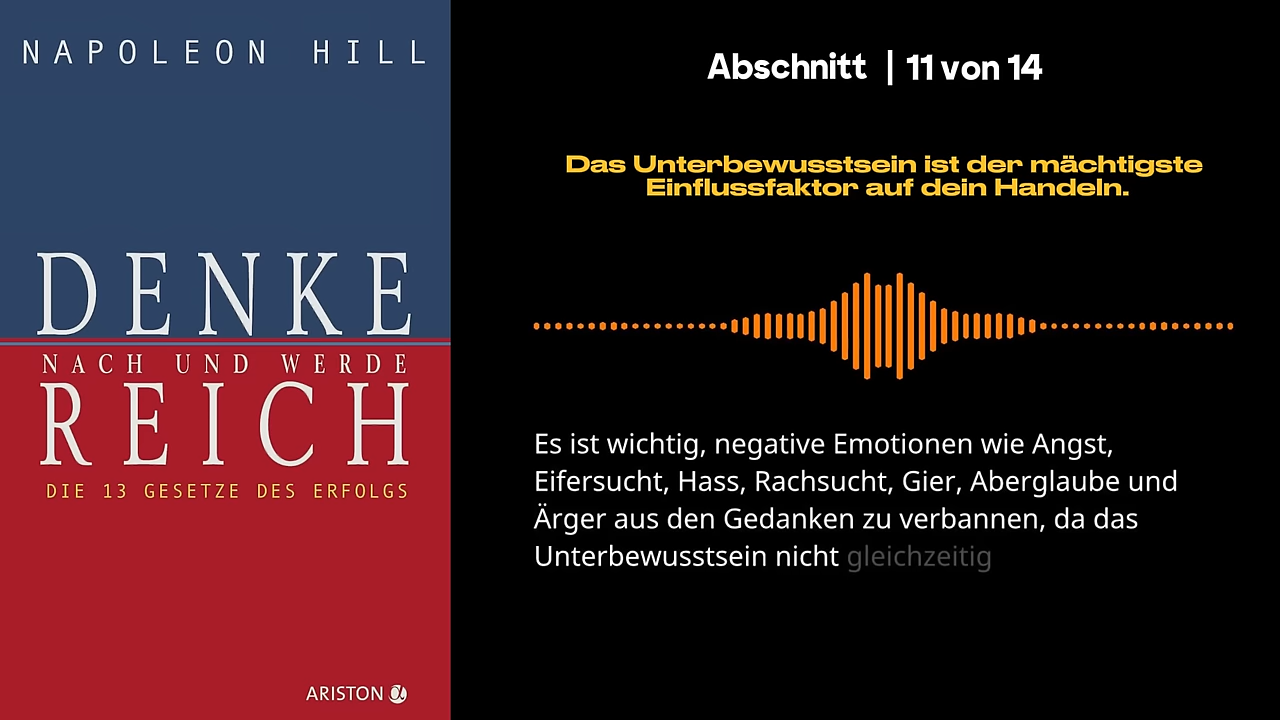 NAPOLEON HILL
DENKE
NACH UND WERDE
REICH
DIE 13 GESETZE DES ERFOLGS
ARISTON
Abschnitt | 11 von 14
Das Unterbewusstsein ist der mächtigste
Einflussfaktor auf dein Handeln.
Es ist wichtig, negative Emotionen wie Angst,
Eifersucht, Hass, Rachsucht, Gier, Aberglaube und
Ärger aus den Gedanken zu verbannen, da das
Unterbewusstsein nicht gleichzeitig